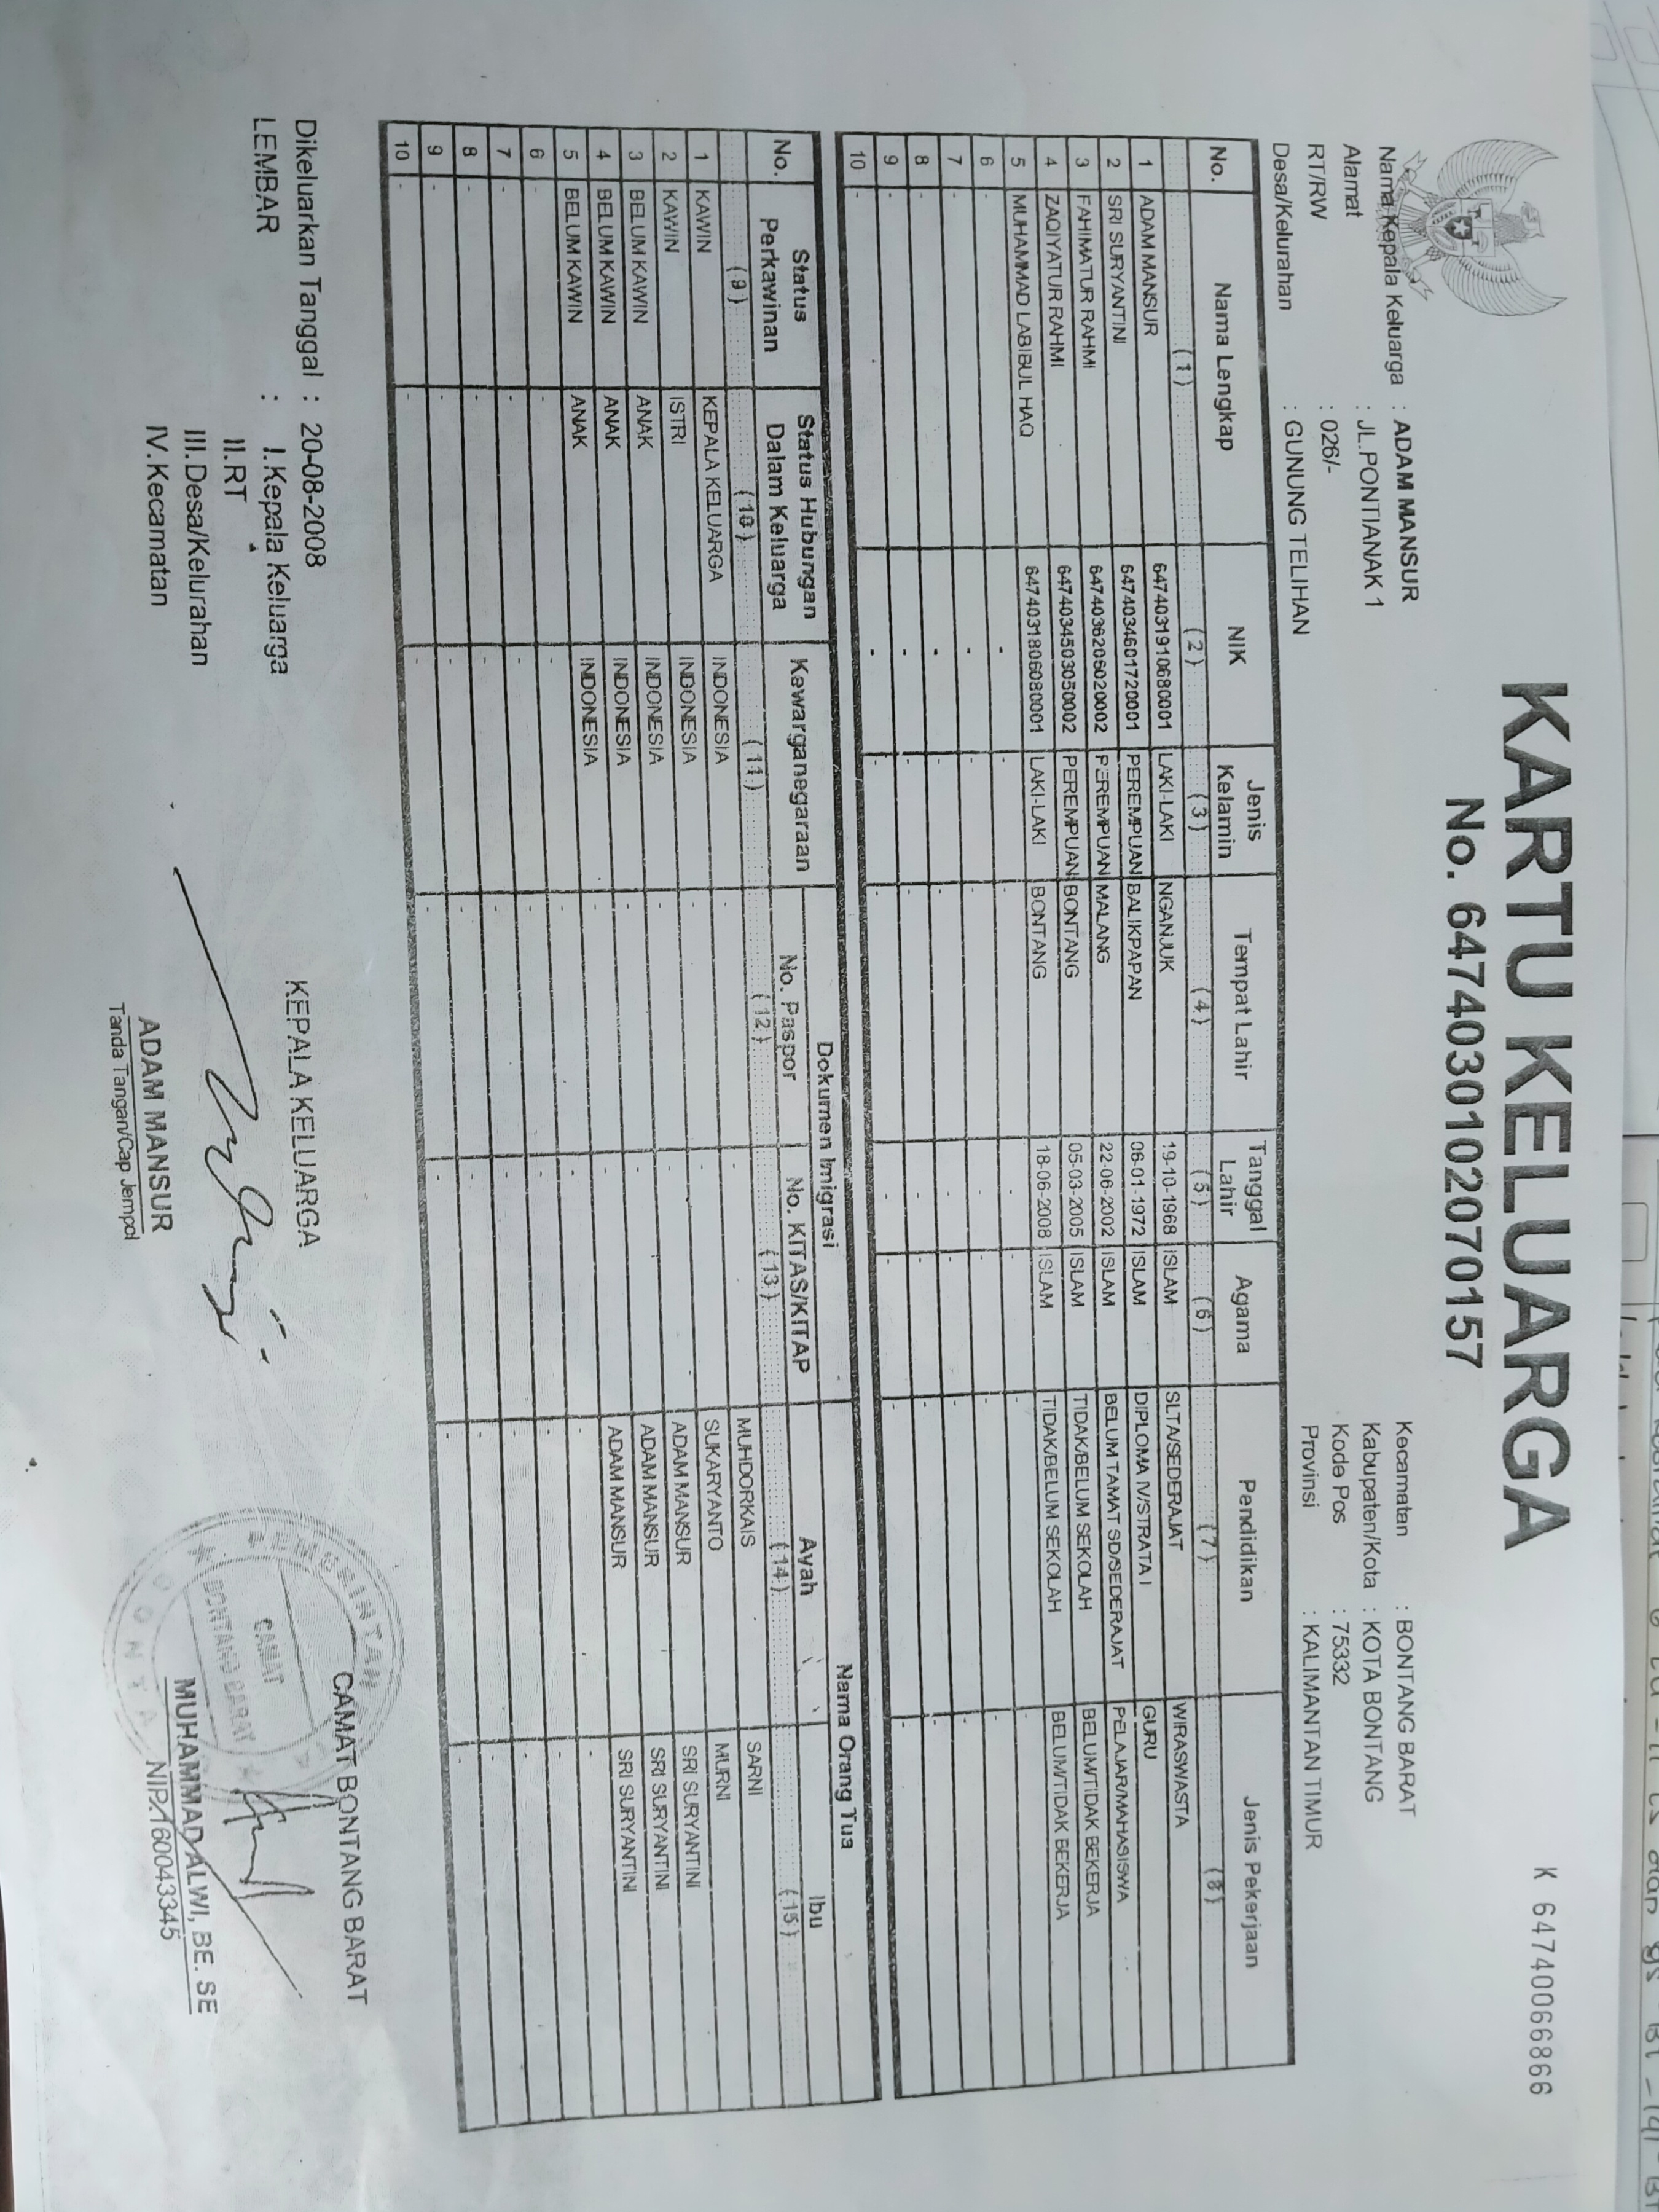 K 64740066866
KARTU KELUARGA
No. 6474030102070157
Nama Kepala Keluarga : ADAM MANSUR
Alamat : JL.PONTIANAK 1
RT/RW : 026/-
Desa/Kelurahan : GUNUNG TELIHAN
Kecamatan : BONTANG BARAT
Kabupaten/Kota : KOTA BONTANG
Kode Pos : 75332
Provinsi : KALIMANTAN TIMUR
No. Nama Lengkap NIK Jenis Kelamin Tempat Lahir Tanggal Lahir Agama Pendidikan Jenis Pekerjaan
(1) (2) (3) (4) (5) (6) (7) (8)
1 ADAM MANSUR 6474031910680001 LAKI-LAKI NGANJUK 19-10-1968 ISLAM SLTA/SEDERAJAT WIRASWASTA
2 SRI SURYANTINI 6474034601720001 PEREMPUAN BALIKPAPAN 06-01-1972 ISLAM DIPLOMA IV/STRATA I GURU
3 FAHIMATUR RAHMI 6474036206020002 PEREMPUAN MALANG 22-06-2002 ISLAM BELUM TAMAT SD/SEDERAJAT PELAJAR/MAHASISWA
4 ZAQIYATUR RAHMI 6474034503050002 PEREMPUAN BONTANG 05-03-2005 ISLAM TIDAK/BELUM SEKOLAH BELUM/TIDAK BEKERJA
5 MUHAMMAD LABIBUL HAQ 6474031806080001 LAKI-LAKI BONTANG 18-06-2008 ISLAM TIDAK/BELUM SEKOLAH BELUM/TIDAK BEKERJA
6 - - - - - - - -
7 - - - - - - - -
8 - - - - - - - -
9 - - - - - - - -
10 - - - - - - - -
No. Status Perkawinan Status Hubungan Dalam Keluarga Kewarganegaraan Dokumen Imigrasi Nama Orang Tua
No. Paspor No. KITAS/KITAP Ayah Ibu
(9) (10) (11) (12) (13) (14) (15)
1 KAWIN KEPALA KELUARGA INDONESIA - - MUHDORKAIS SARNI
2 KAWIN ISTRI INDONESIA - - SUKARYANTO MURNI
3 BELUM KAWIN ANAK INDONESIA - - ADAM MANSUR SRI SURYANTINI
4 BELUM KAWIN ANAK INDONESIA - - ADAM MANSUR SRI SURYANTINI
5 BELUM KAWIN ANAK INDONESIA - - ADAM MANSUR SRI SURYANTINI
6 - - - - - - -
7 - - - - - - -
8 - - - - - - -
9 - - - - - - -
10 - - - - - - -
Dikeluarkan Tanggal : 20-08-2008
LEMBAR : I. Kepala Keluarga
II. RT
III. Desa/Kelurahan
IV. Kecamatan
KEPALA KELUARGA
ADAM MANSUR
Tanda Tangan/Cap Jempol
CAMAT BONTANG BARAT
CAMAT
BONTANG BARAT
MUHAMMAD ALWI, BE. SE
NIP.160043345